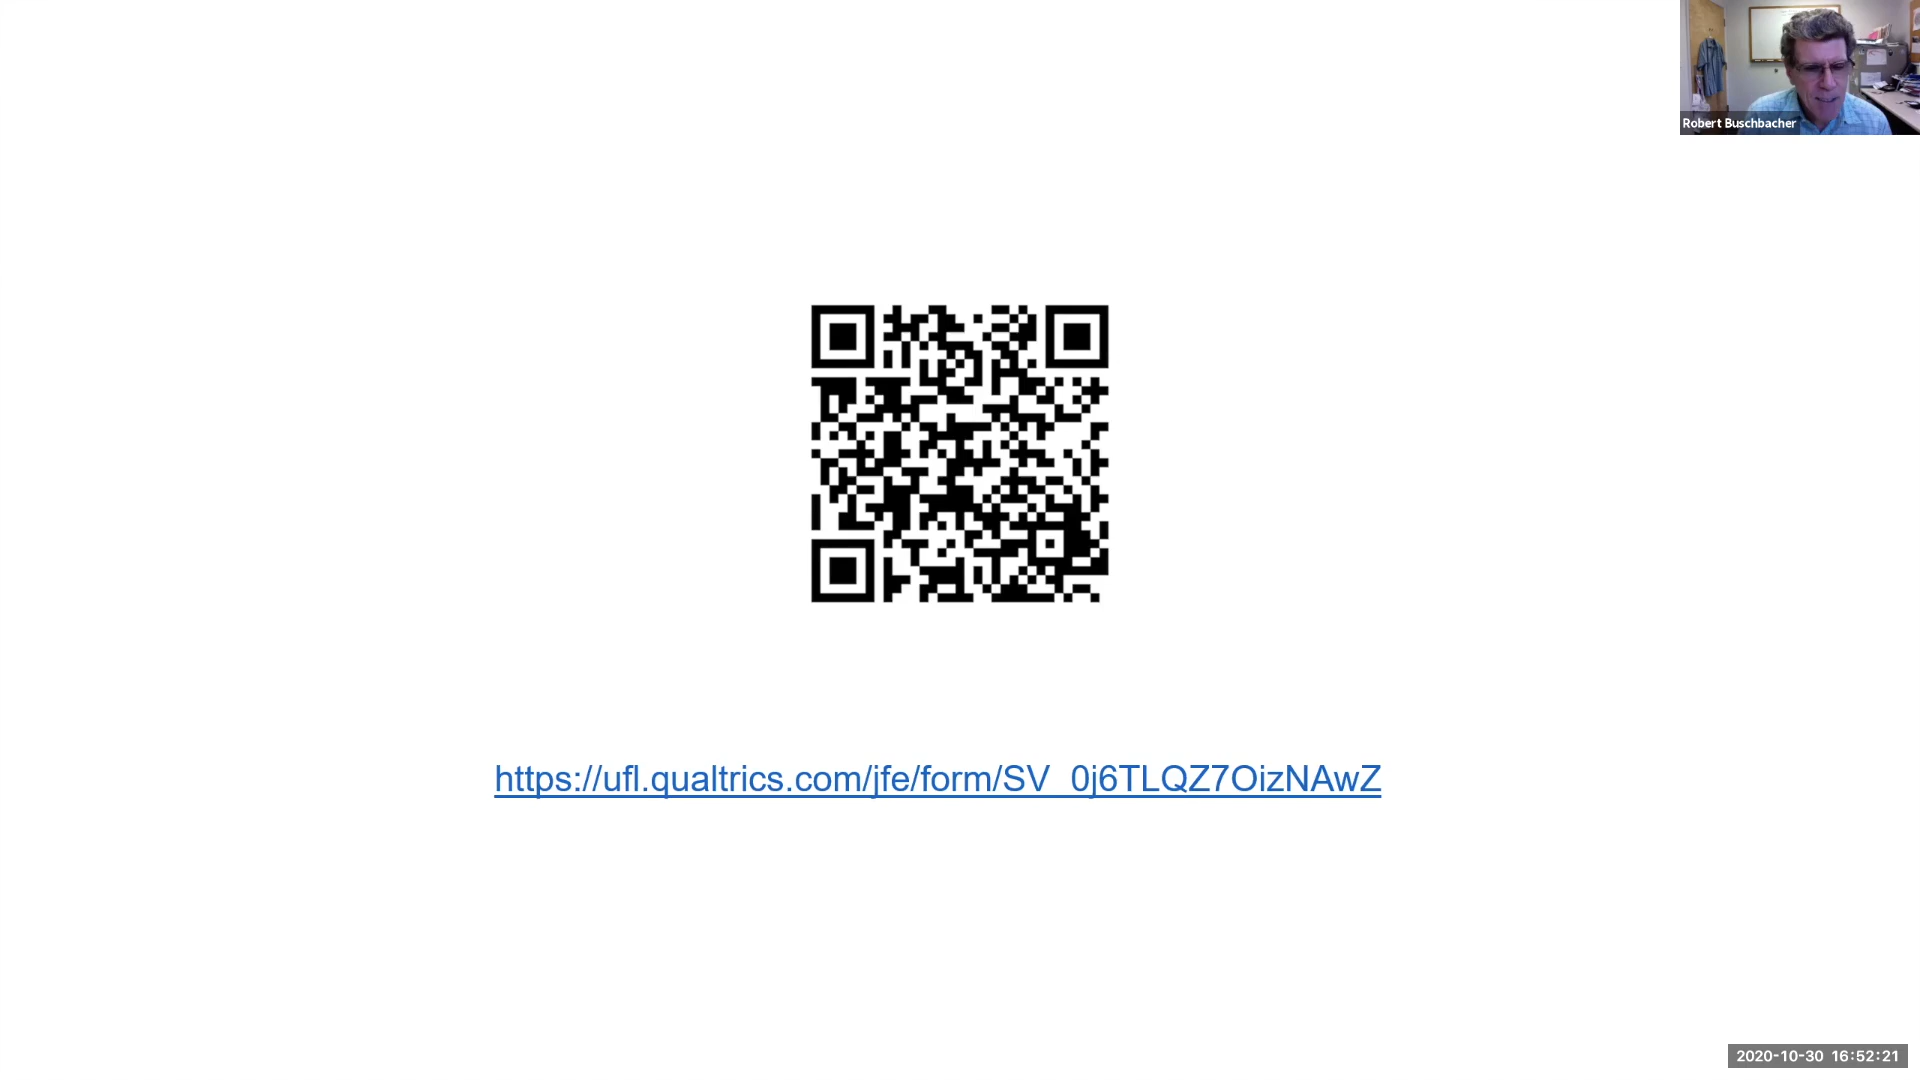 Robert Buschbacher
https://ufl.qualtrics.com/jfe/form/SV_0j6TLQZ7OizNAwZ
2020-10-30 16:52:21